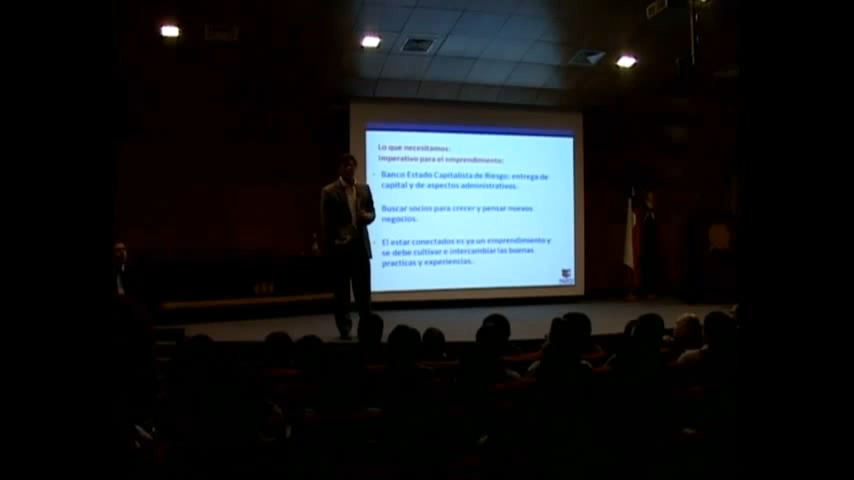 Lo que necesitamos:
imperativo para el emprendimiento:
• Banco Estado Capitalista de Riesgo: entrega de
capital y de aspectos administrativos.
Buscar socios para crecer y pensar nuevos
negocios.
• El estar conectados es ya un emprendimiento y
se debe cultivar e intercambiar las buenas
practicas y experiencias.